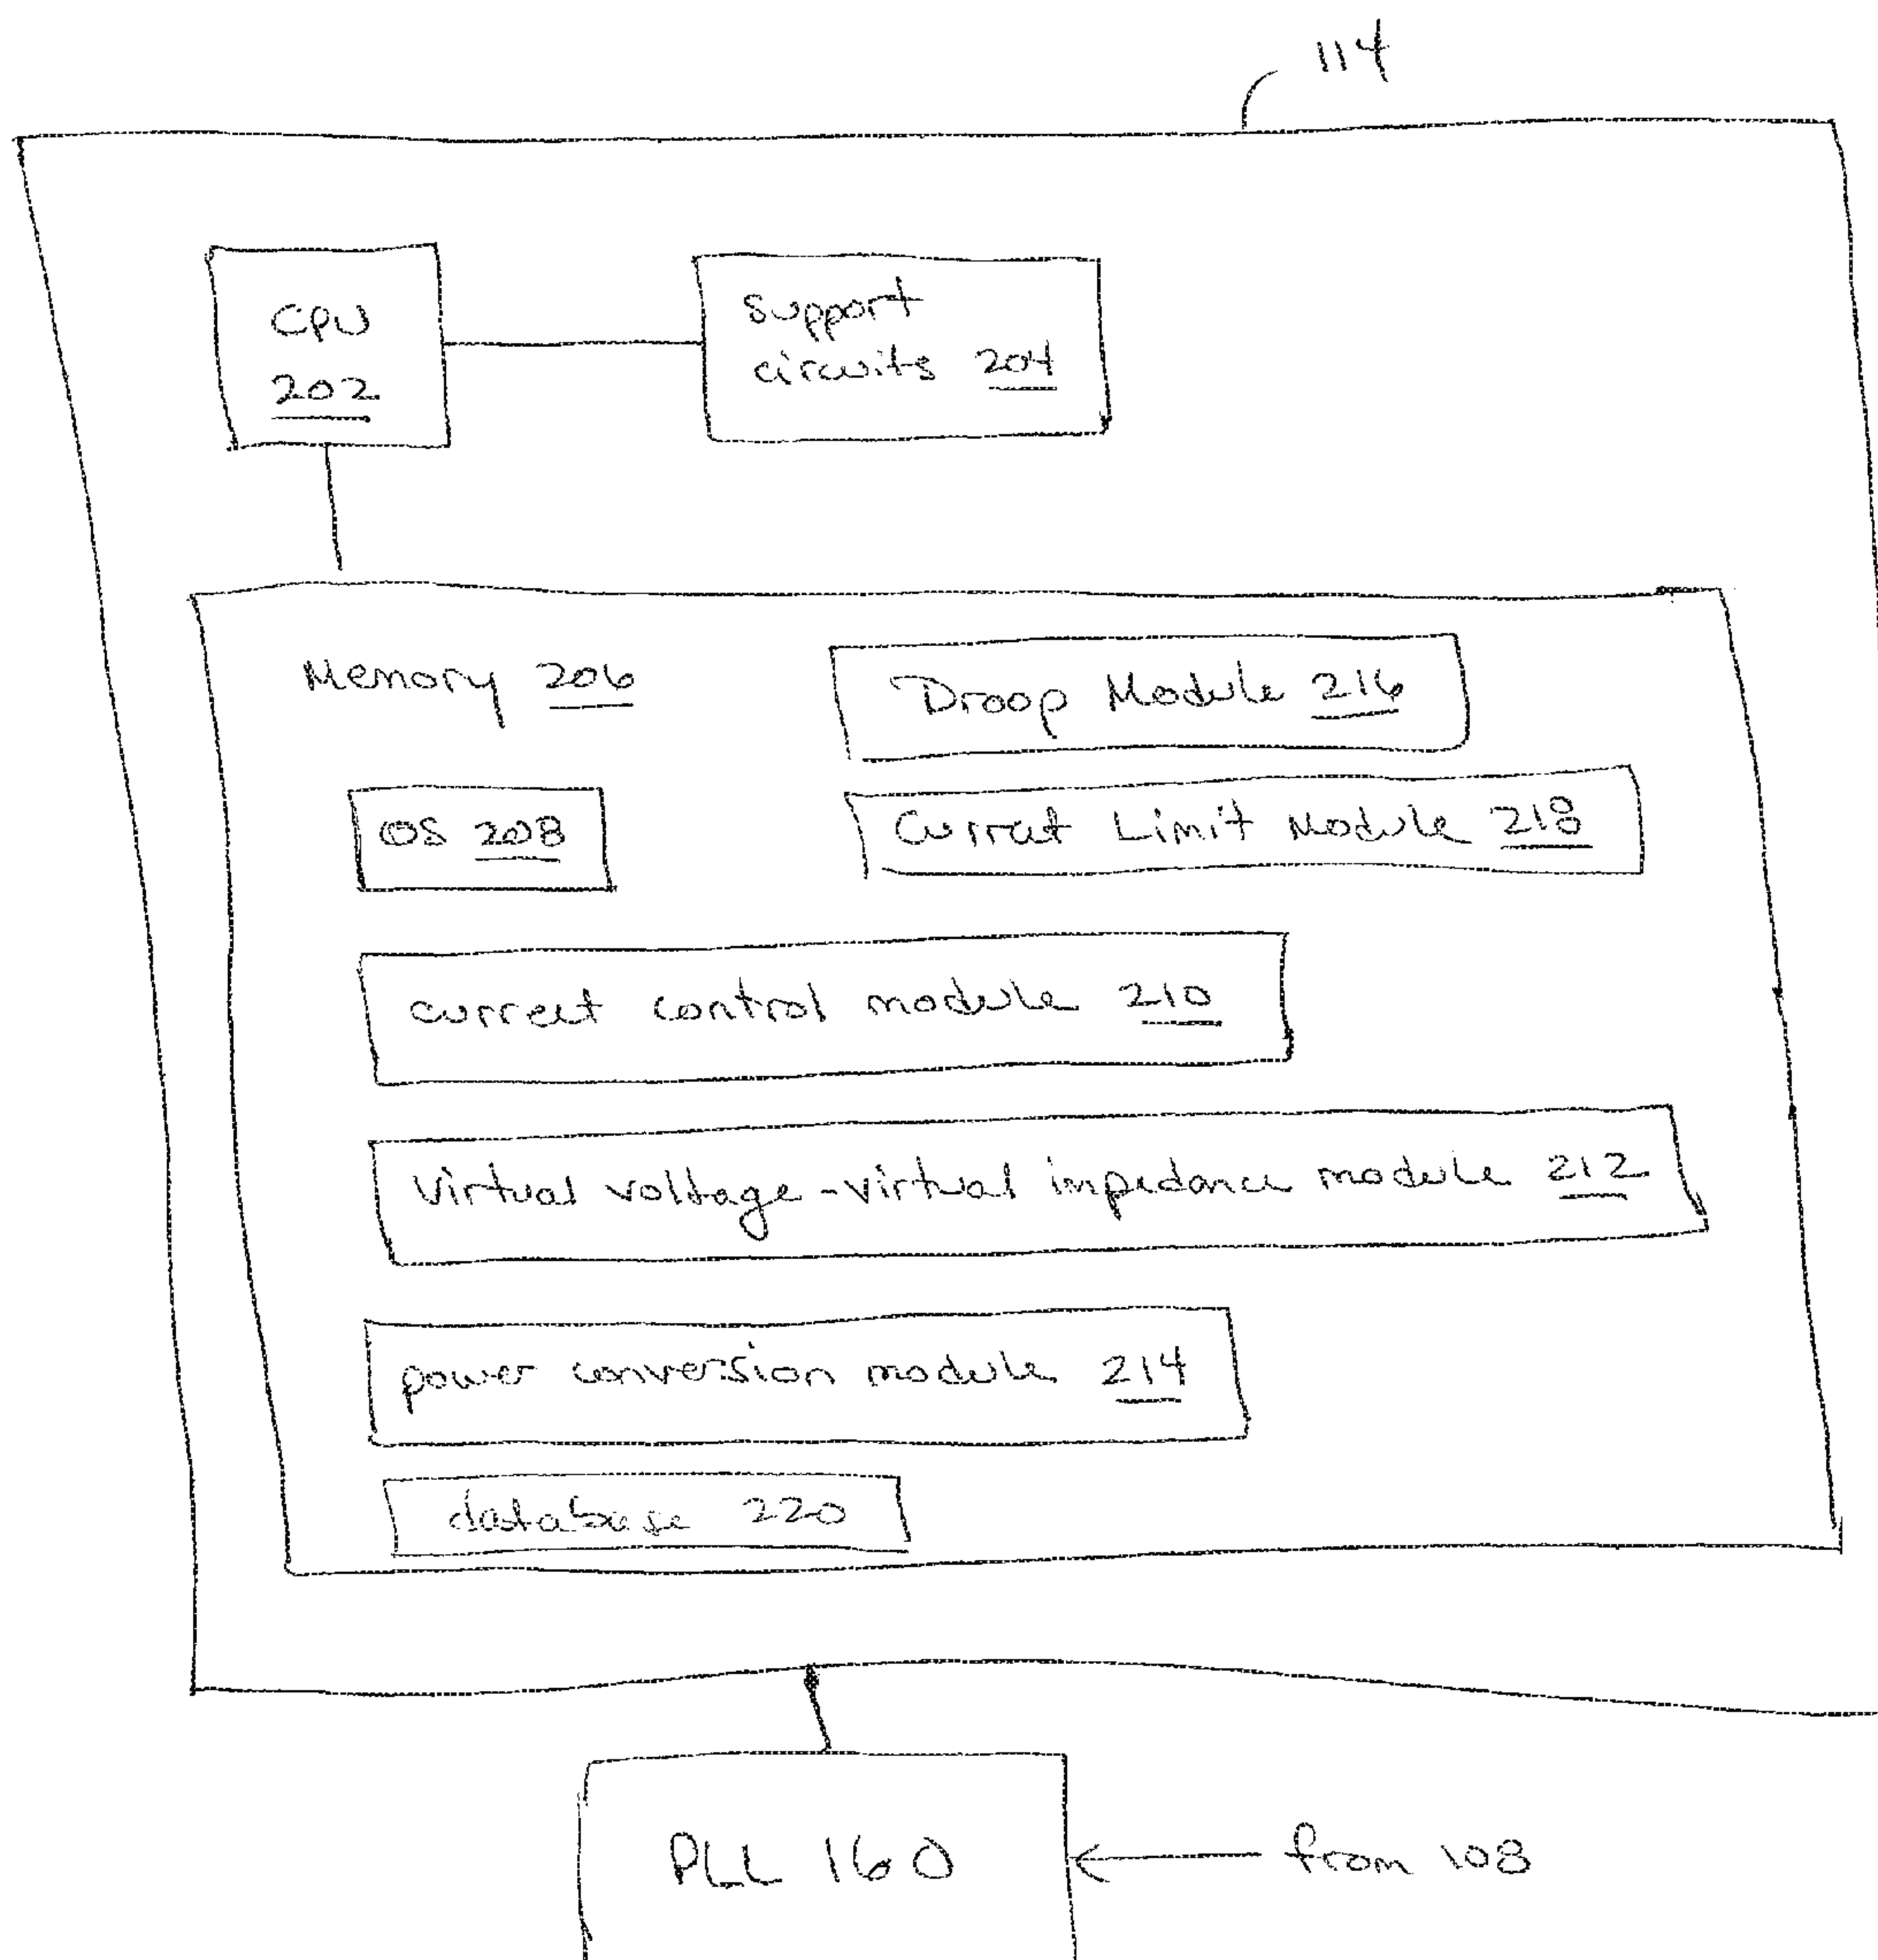 114
CPU
202
support
circuits 204
Memory 206
Droop Module 216
OS 208
Current Limit Module 218
current control module 210
Virtual voltage-virtual impedance module 212
power conversion module 214
database 220
PLL 160
from 108